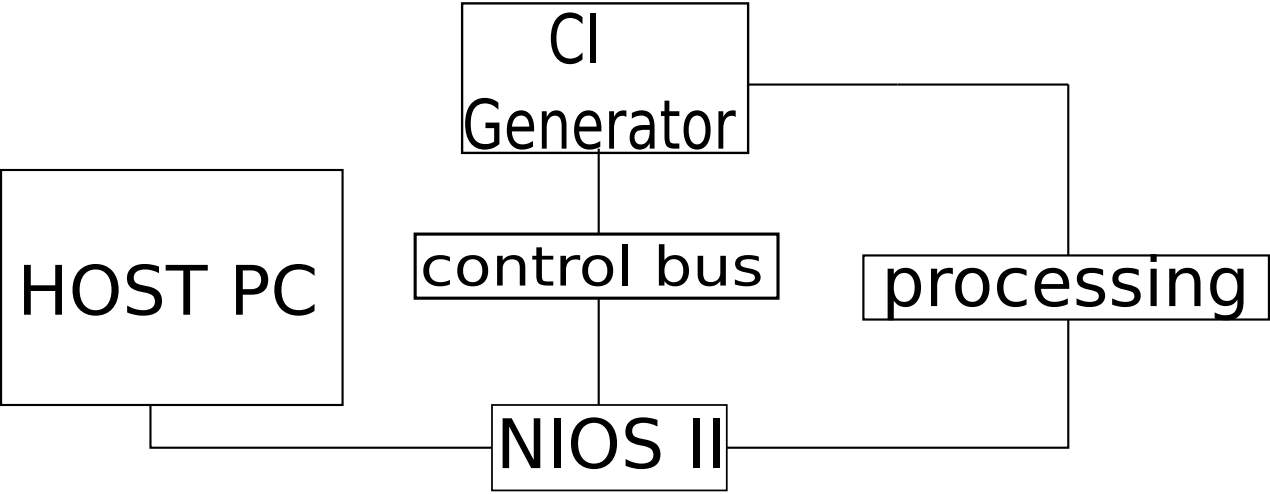 CI
Generator
control bus
processing
HOST PC
NIOS II